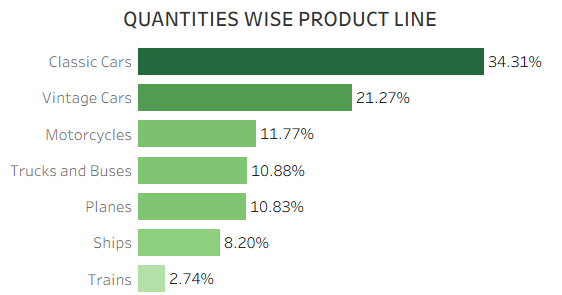 QUANTITIES WISE PRODUCT LINE
Classic Cars 34.31%
Vintage Cars 21.27%
Motorcycles 11.77%
Trucks and Buses 10.88%
Planes 10.83%
Ships 8.20%
Trains 2.74%